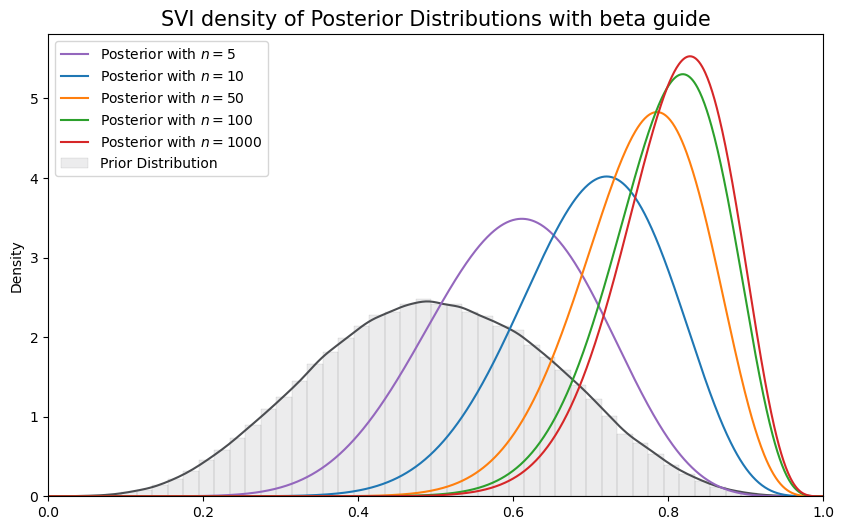 SVI density of Posterior Distributions with beta guide
Posterior with n = 5
Posterior with n = 10
Posterior with n = 50
Posterior with n = 100
Posterior with n = 1000
Prior Distribution
Density
5
4
3
2
1
0
0.0 0.2 0.4 0.6 0.8 1.0